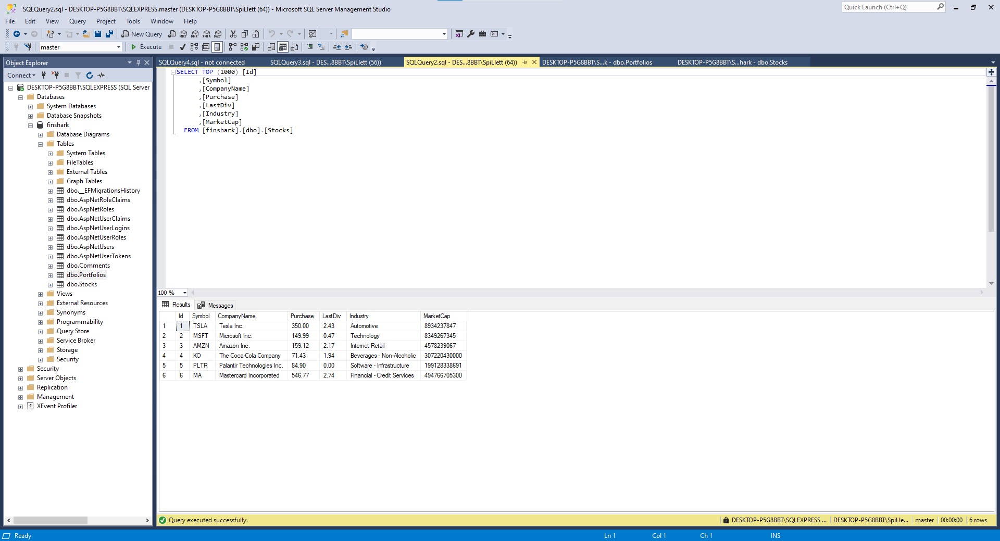 SQLQuery2.sql - DESKTOP-P5G8BBT\SQLEXPRESS.master (DESKTOP-P5G8BBT\SpiLlett (64)) - Microsoft SQL Server Management Studio
Quick Launch (Ctrl+Q)
File Edit View Query Project Tools Window Help
New Query MDX DMX XMLA DAX
master Execute
Object Explorer
SQLQuery4.sql - not connected SQLQuery3.sql - DES...8BBT\SpiLlett (56)) SQLQuery2.sql - DES...8BBT\SpiLlett (64)) DESKTOP-P5G8BBT\S...k - dbo.Portfolios DESKTOP-P5G8BBT\S...hark - dbo.Stocks
Connect
DESKTOP-P5G8BBT\SQLEXPRESS (SQL Server
Databases
System Databases
Database Snapshots
finshark
Database Diagrams
Tables
System Tables
FileTables
External Tables
Graph Tables
dbo.__EFMigrationsHistory
dbo.AspNetRoleClaims
dbo.AspNetRoles
dbo.AspNetUserClaims
dbo.AspNetUserLogins
dbo.AspNetUserRoles
dbo.AspNetUsers
dbo.AspNetUserTokens
dbo.Comments
dbo.Portfolios
dbo.Stocks
Views
External Resources
Synonyms
Programmability
Query Store
Service Broker
Storage
Security
Security
Server Objects
Replication
Management
XEvent Profiler
SELECT TOP (1000) [Id]
,[Symbol]
,[CompanyName]
,[Purchase]
,[LastDiv]
,[Industry]
,[MarketCap]
FROM [finshark].[dbo].[Stocks]
100 %
Results Messages
Id Symbol CompanyName Purchase LastDiv Industry MarketCap
1 1 TSLA Tesla Inc. 350.00 2.43 Automotive 8934237847
2 2 MSFT Microsoft Inc. 149.99 0.47 Technology 8349267345
3 3 AMZN Amazon Inc. 159.12 2.17 Internet Retail 4578239067
4 4 KO The Coca-Cola Company 71.43 1.94 Beverages - Non-Alcoholic 307220430000
5 5 PLTR Palantir Technologies Inc. 84.90 0.00 Software - Infrastructure 199128338691
6 6 MA Mastercard Incorporated 546.77 2.74 Financial - Credit Services 494766705300
Query executed successfully. DESKTOP-P5G8BBT\SQLEXPRESS ... DESKTOP-P5G8BBT\SpiLle... master 00:00:00 6 rows
Ready Ln 1 Col 1 Ch 1 INS